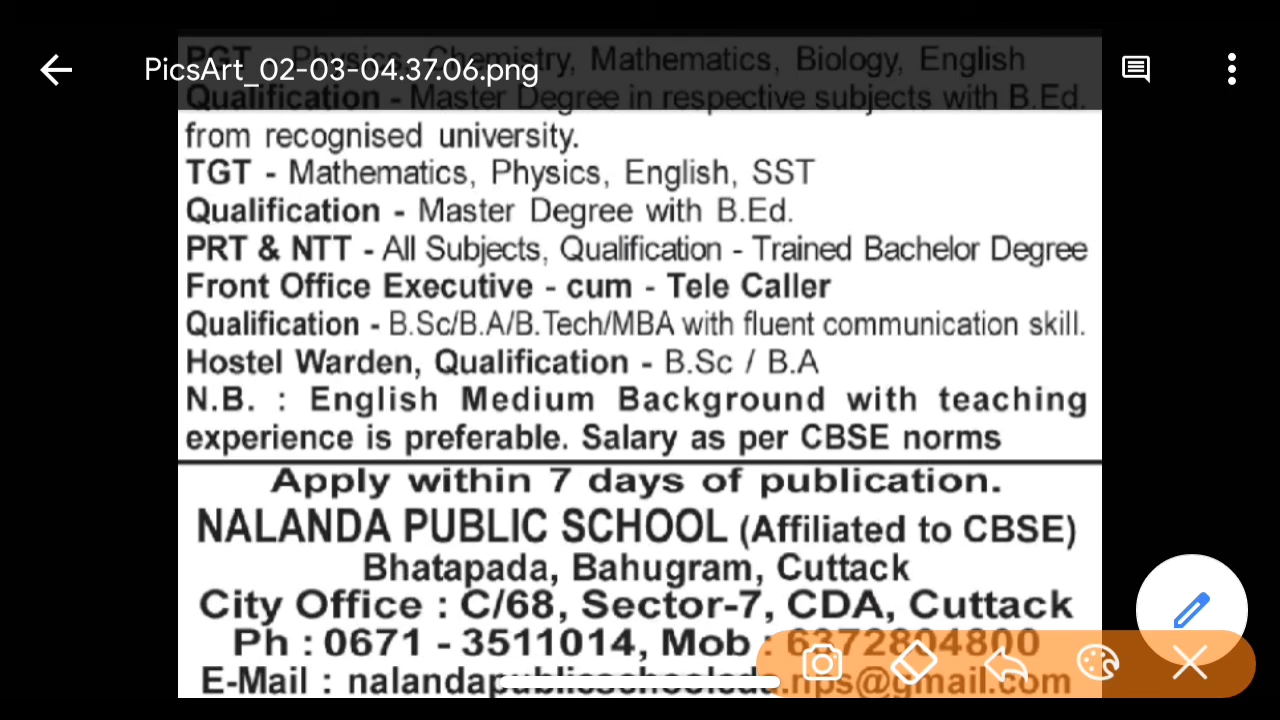 PicsArt_02-03-04.37.06.png
PGT - Physics, Chemistry, Mathematics, Biology, English
Qualification - Master Degree in respective subjects with B.Ed.
from recognised university.
TGT - Mathematics, Physics, English, SST
Qualification - Master Degree with B.Ed.
PRT & NTT - All Subjects, Qualification - Trained Bachelor Degree
Front Office Executive - cum - Tele Caller
Qualification - B.Sc/B.A/B.Tech/MBA with fluent communication skill.
Hostel Warden, Qualification - B.Sc / B.A
N.B. : English Medium Background with teaching
experience is preferable. Salary as per CBSE norms
Apply within 7 days of publication.
NALANDA PUBLIC SCHOOL (Affiliated to CBSE)
Bhatapada, Bahugram, Cuttack
City Office : C/68, Sector-7, CDA, Cuttack
Ph : 0671 - 3511014, Mob : 6372804800
E-Mail : nalandapublicschoolcda.nps@gmail.com